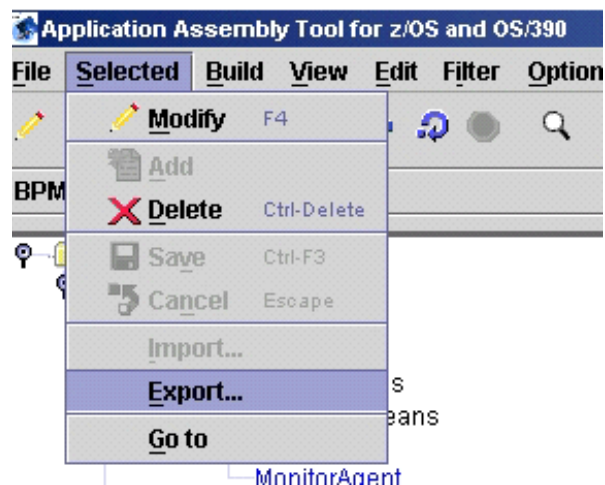 Application Assembly Tool for z/OS and OS/390
File Selected Build View Edit Filter Option
Modify F4
Add
BPM
Delete Ctrl-Delete
Save Ctrl-F3
Cancel Escape
Import...
Export...
s
Go to
eans
MonitorAgent